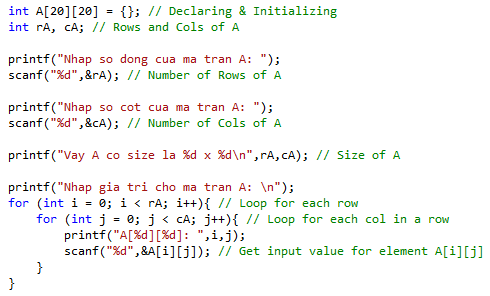 int A[20][20] = {}; // Declaring & Initializing
int rA, cA; // Rows and Cols of A

printf("Nhap so dong cua ma tran A: ");
scanf("%d",&rA); // Number of Rows of A

printf("Nhap so cot cua ma tran A: ");
scanf("%d",&cA); // Number of Cols of A

printf("Vay A co size la %d x %d\n",rA,cA); // Size of A

printf("Nhap gia tri cho ma tran A: \n");
for (int i = 0; i < rA; i++){ // Loop for each row
    for (int j = 0; j < cA; j++){ // Loop for each col in a row
        printf("A[%d][%d]: ",i,j);
        scanf("%d",&A[i][j]); // Get input value for element A[i][j]
    }
}